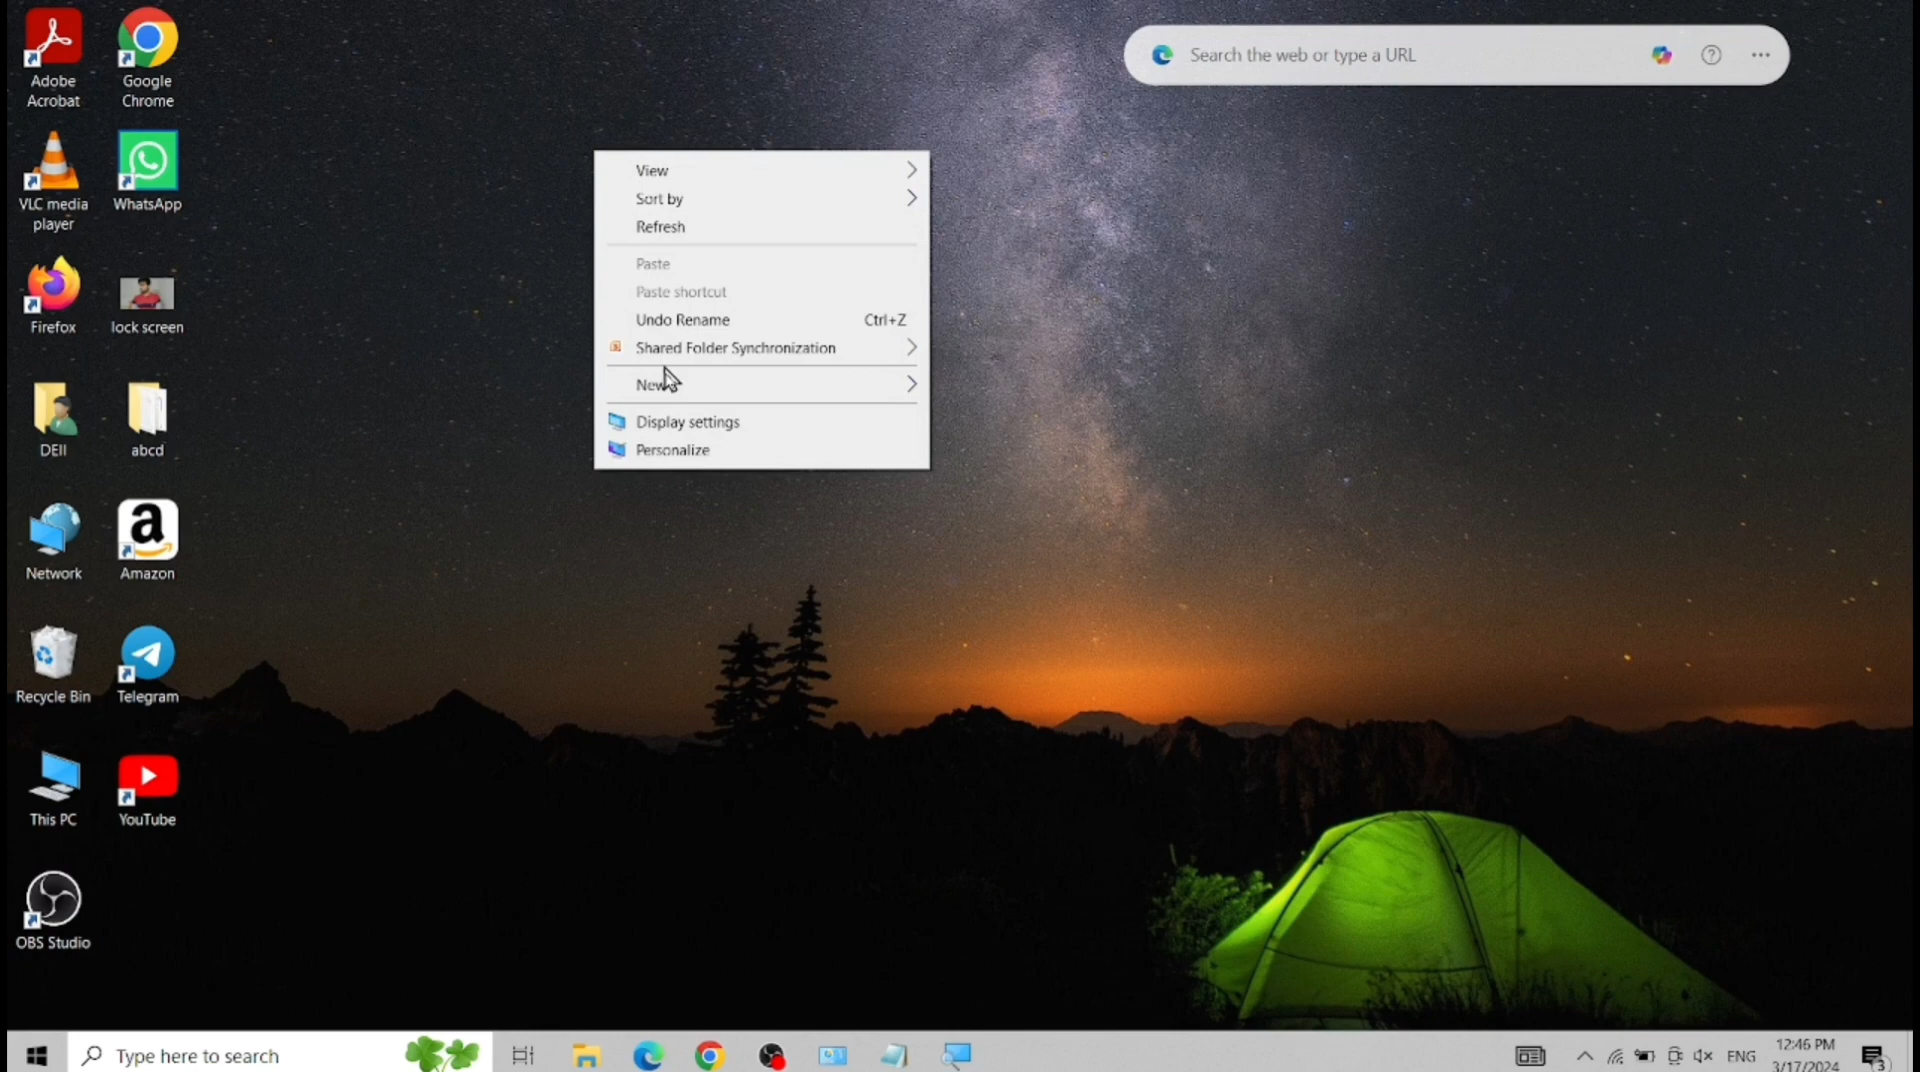 Adobe
Acrobat
Google
Chrome
VLC media
player
WhatsApp
Firefox
lock screen
DEll
abcd
Network
a
Amazon
Recycle Bin
Telegram
This PC
YouTube
OBS Studio
Search the web or type a URL
View
Sort by
Refresh
Paste
Paste shortcut
Undo Rename Ctrl+Z
Shared Folder Synchronization
New
Display settings
Personalize
Type here to search
ENG
12:46 PM
3/17/2024
3